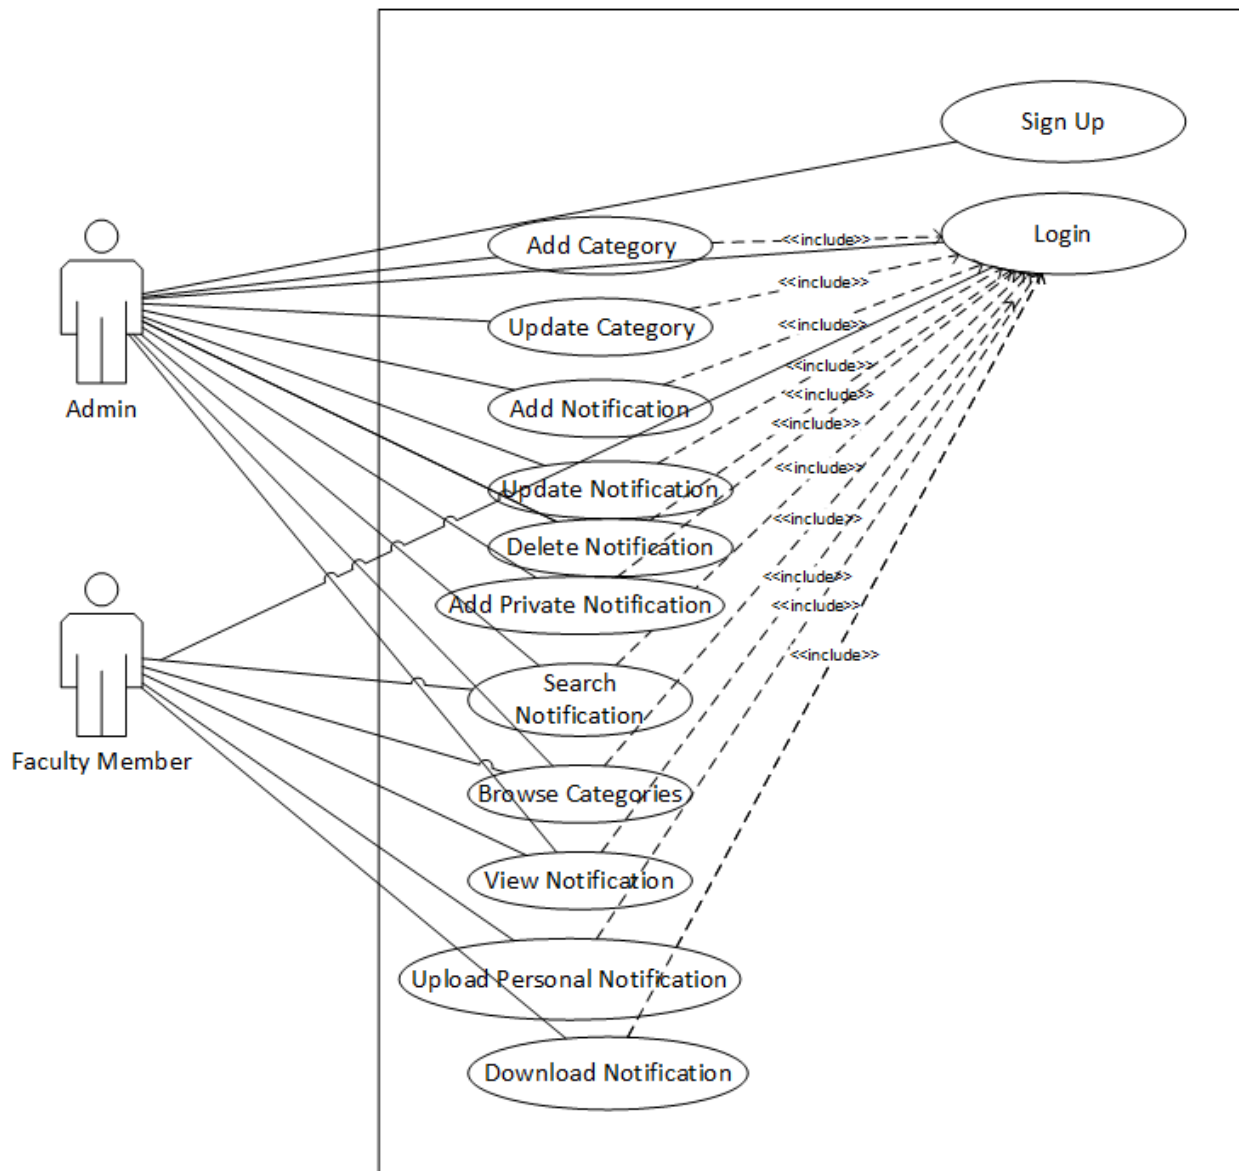 Sign Up
Login
Add Category
<<include>>
<<include>>
Update Category
<<include>>
Admin
Add Notification
<<include>>
<<include>>
<<include>>
<<include>>
Update Notification
<<include>>
Delete Notification
<<include>>
Add Private Notification
<<include>>
<<include>>
Search
Notification
Faculty Member
Browse Categories
View Notification
Upload Personal Notification
Download Notification